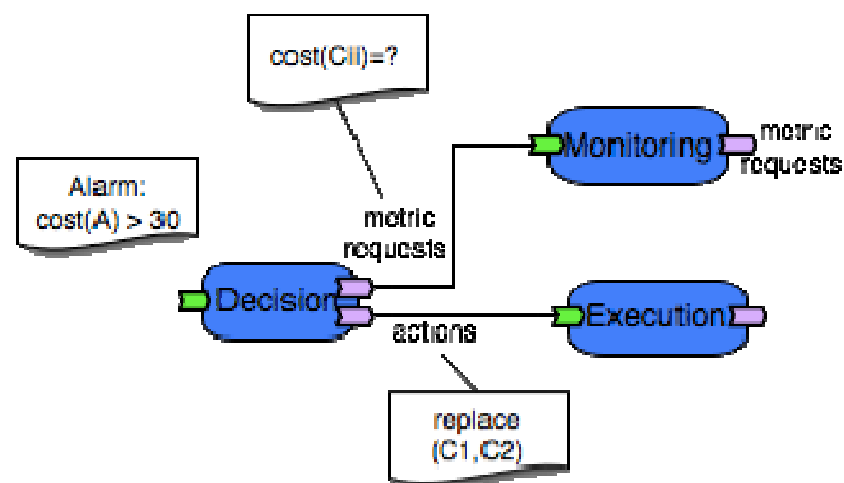 cost(CII)=?
Alarm:
cost(A) > 30
metric
requests
Monitoring
metric
requests
Decision
actions
Execution
replace
(C1,C2)